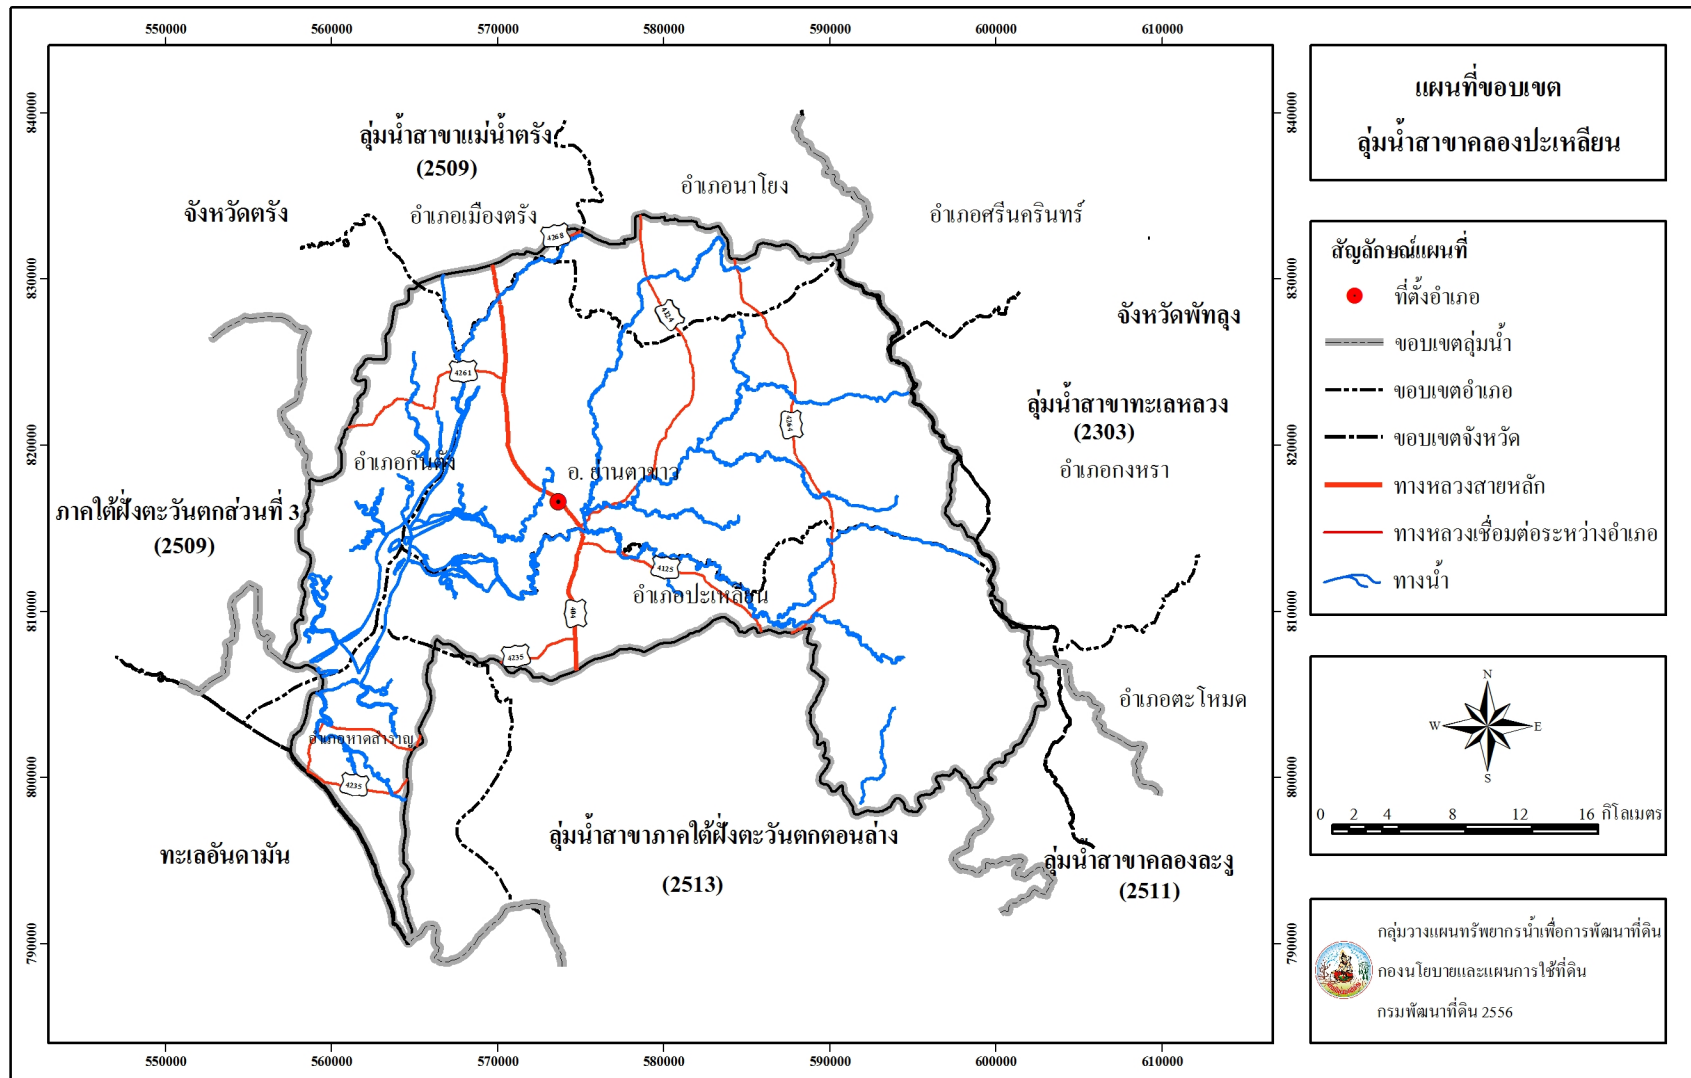 550000 560000 570000 580000 590000 600000 610000
แผนที่ขอบเขต
ลุ่มน้ำสาขาคลองปะเหลียน
840000 840000
ลุ่มน้ำสาขาแม่น้ำตรัง
(2509)
อำเภอนาโยง
จังหวัดตรัง
อำเภอเมืองตรัง
อำเภอศรีนครินทร์
4268
830000 830000
จังหวัดพัทลุง
4124
4261
ลุ่มน้ำสาขาทะเลหลวง
(2303)
4264
820000 820000
อำเภอกันตัง
อ. ย่านตาขาว
อำเภอกงหรา
ภาคใต้ฝั่งตะวันตกส่วนที่ 3
(2509)
4125
อำเภอปะเหลียน
404
810000 810000
4235
อำเภอตะโหมด
อำเภอหาดสำราญ
4235
800000 800000
ทะเลอันดามัน
ลุ่มน้ำสาขาภาคใต้ฝั่งตะวันตกตอนล่าง
(2513)
ลุ่มน้ำสาขาคลองละงู
(2511)
790000 790000
550000 560000 570000 580000 590000 600000 610000
สัญลักษณ์แผนที่
ที่ตั้งอำเภอ
ขอบเขตลุ่มน้ำ
ขอบเขตอำเภอ
ขอบเขตจังหวัด
ทางหลวงสายหลัก
ทางหลวงเชื่อมต่อระหว่างอำเภอ
ทางน้ำ
N
W E
S
0 2 4 8 12 16 กิโลเมตร
กลุ่มวางแผนทรัพยากรน้ำเพื่อการพัฒนาที่ดิน
กองนโยบายและแผนการใช้ที่ดิน
กรมพัฒนาที่ดิน 2556